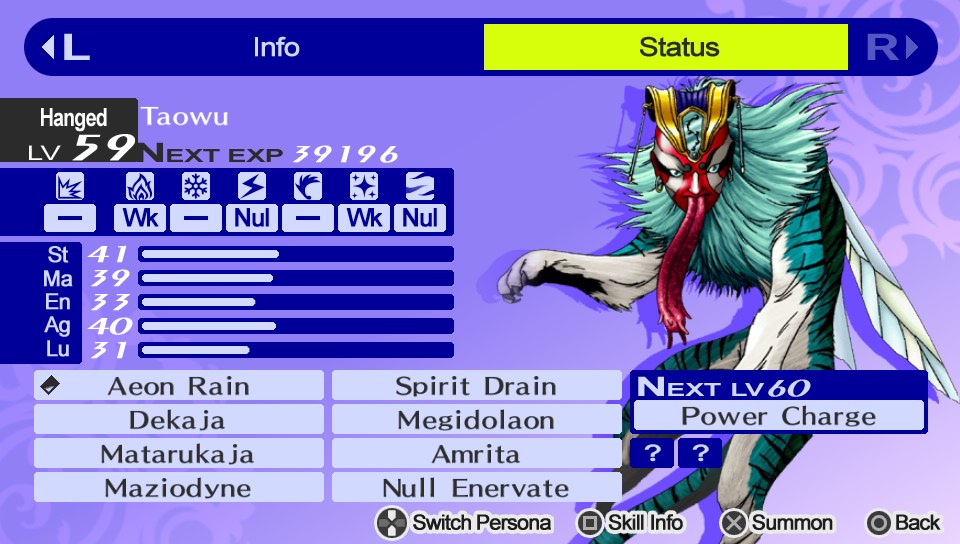 L Info Status R
Hanged Taowu
LV 59 NEXT EXP 39196
— Wk — Nul — Wk Nul
St 41
Ma 39
En 33
Ag 40
Lu 31
Aeon Rain Spirit Drain
Dekaja Megidolaon
Matarukaja Amrita
Maziodyne Null Enervate
NEXT LV 60
Power Charge
? ?
Switch Persona Skill Info Summon Back